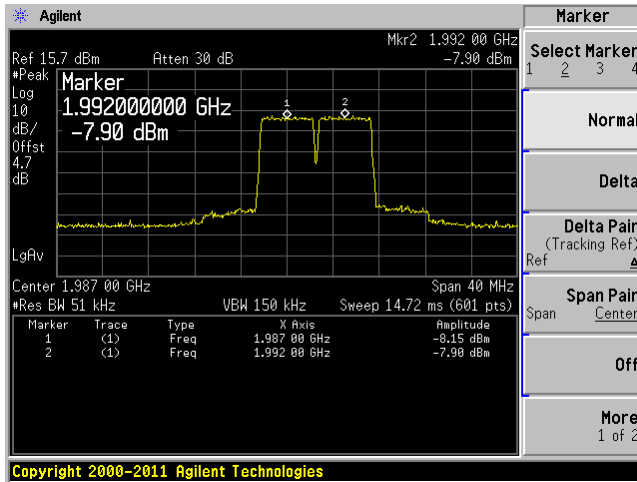 Agilent
Marker
Mkr2 1.992 00 GHz
Ref 15.7 dBm Atten 30 dB -7.90 dBm
#Peak
Log
10
dB/
Offst
4.7
dB
Marker
1.992000000 GHz
-7.90 dBm
1 2
LgAv
Center 1.987 00 GHz Span 40 MHz
#Res BW 51 kHz VBW 150 kHz Sweep 14.72 ms (601 pts)
Marker Trace Type X Axis Amplitude
1 (1) Freq 1.987 00 GHz -8.15 dBm
2 (1) Freq 1.992 00 GHz -7.90 dBm
Select Marker
1 2 3 4
Normal
Delta
Delta Pair
(Tracking Ref)
Ref Δ
Span Pair
Span Center
Off
More
1 of 2
Copyright 2000-2011 Agilent Technologies